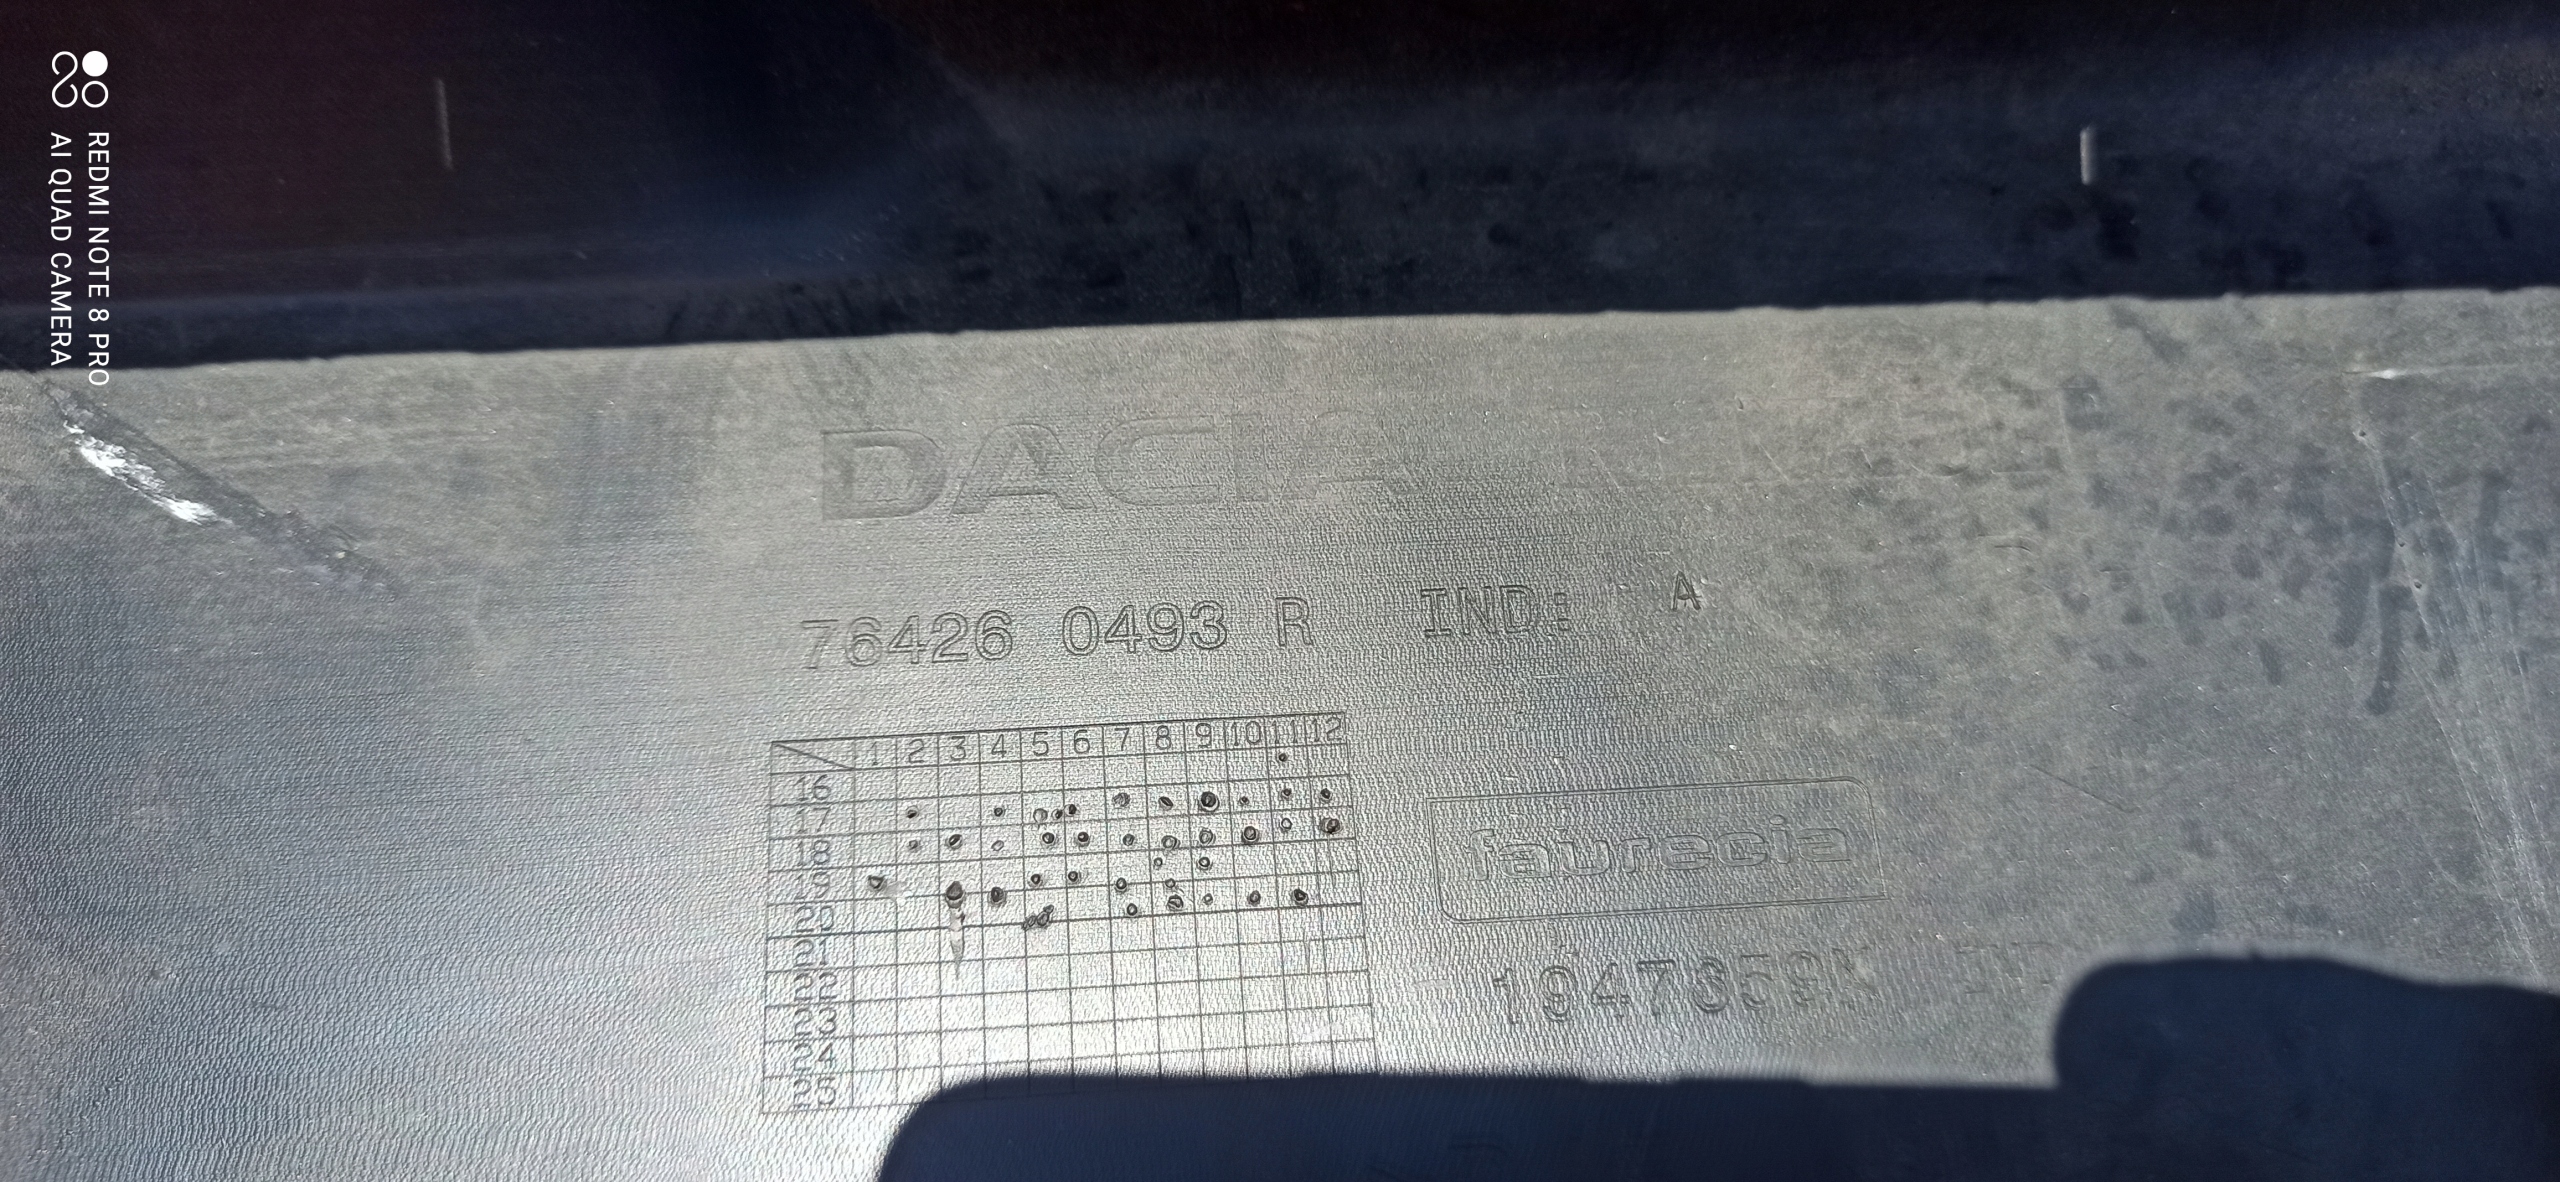 REDMI NOTE 8 PRO
AI QUAD CAMERA
DACIA
76426 0493 R IND: A
1 2 3 4 5 6 7 8 9 10 11 12
16
17
18
19
20
21
22
23
24
25
faurecia